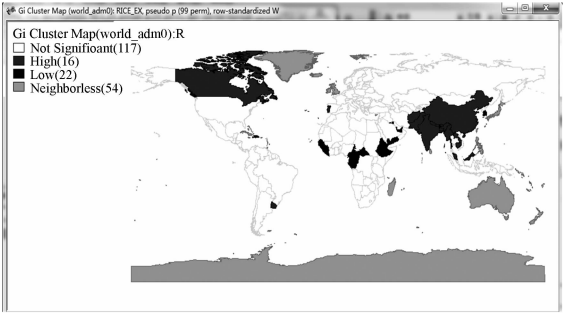 Gi Cluster Map (world_adm0): RICE_EX, pseudo p (99 perm), row-standardized W
Gi Cluster Map(world_adm0):R
Not Signifioant(117)
High(16)
Low(22)
Neighborless(54)